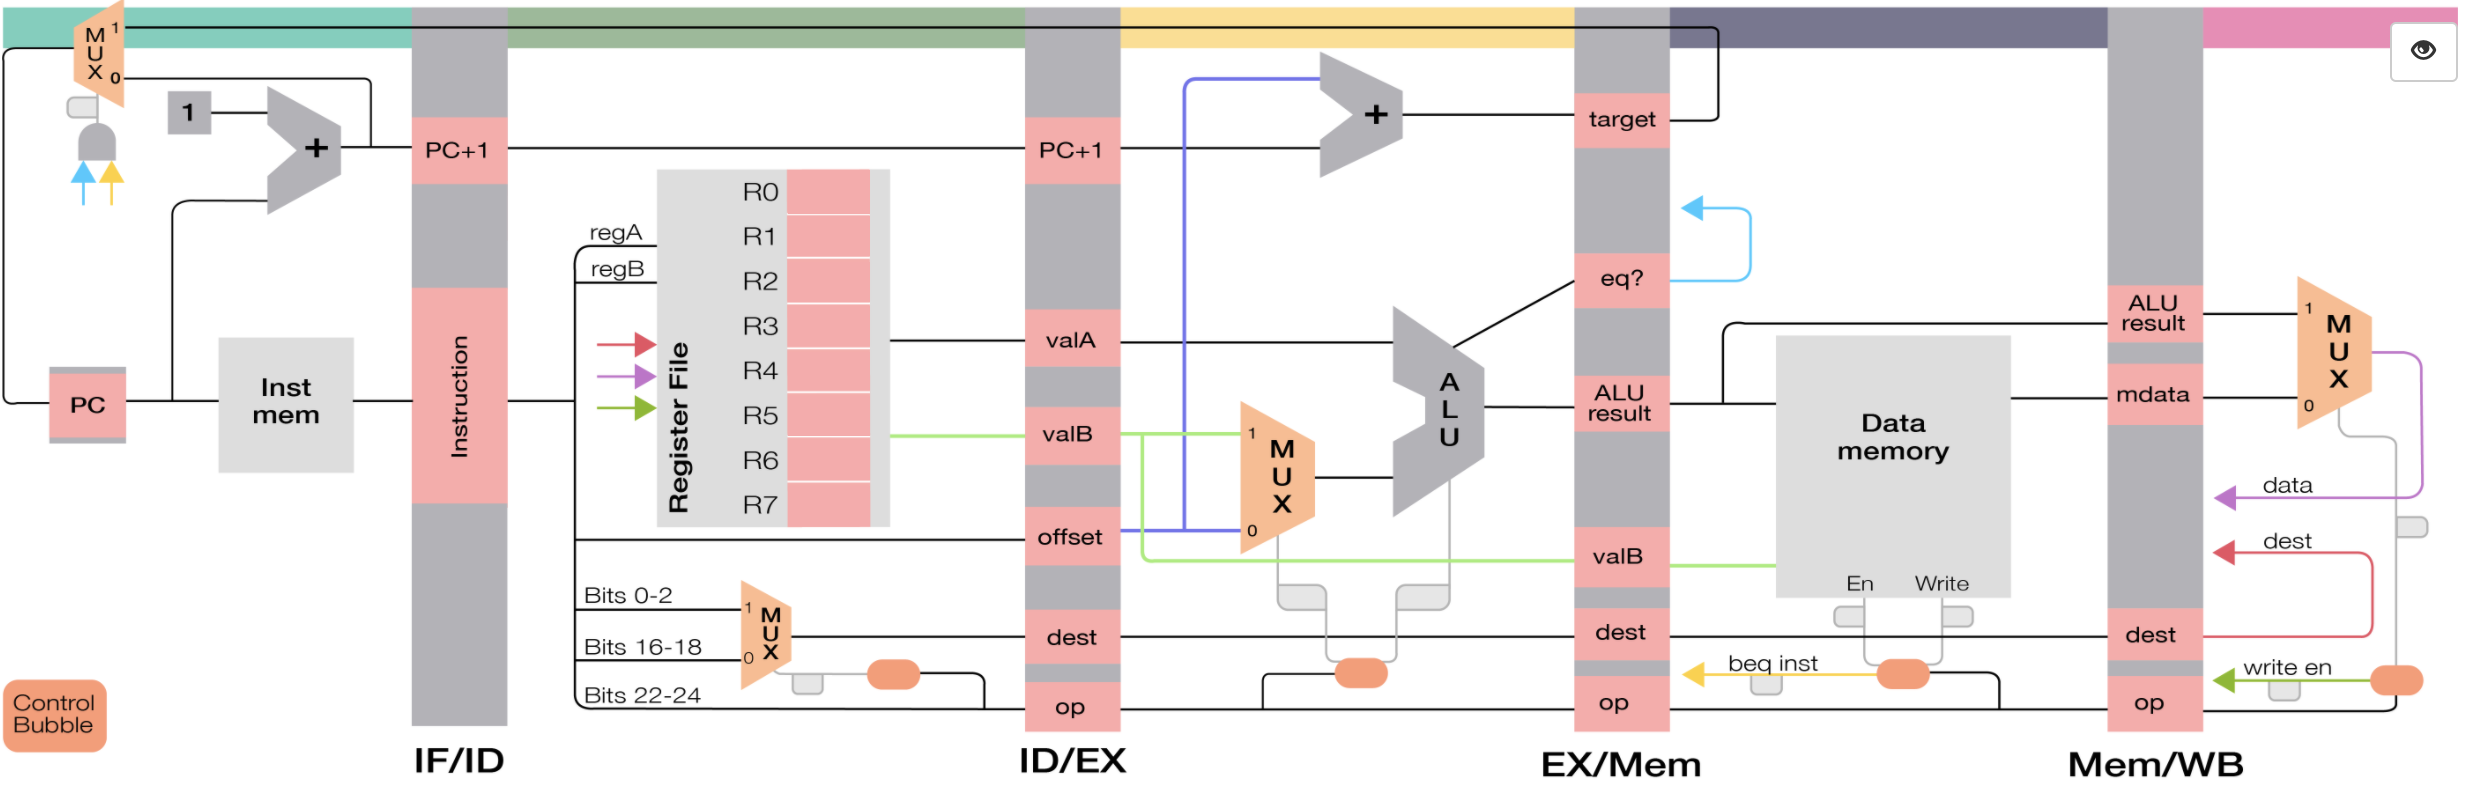 M
U
X
1
0
1
+
PC
Inst
mem
PC+1
Instruction
IF/ID
Control
Bubble
regA
regB
Register File
R0
R1
R2
R3
R4
R5
R6
R7
Bits 0-2
Bits 16-18
Bits 22-24
1
0
M
U
X
PC+1
valA
valB
offset
dest
op
ID/EX
+
1
0
M
U
X
A
L
U
target
eq?
ALU
result
valB
dest
op
EX/Mem
Data
memory
En
Write
beq inst
ALU
result
mdata
dest
op
Mem/WB
1
0
M
U
X
data
dest
write en